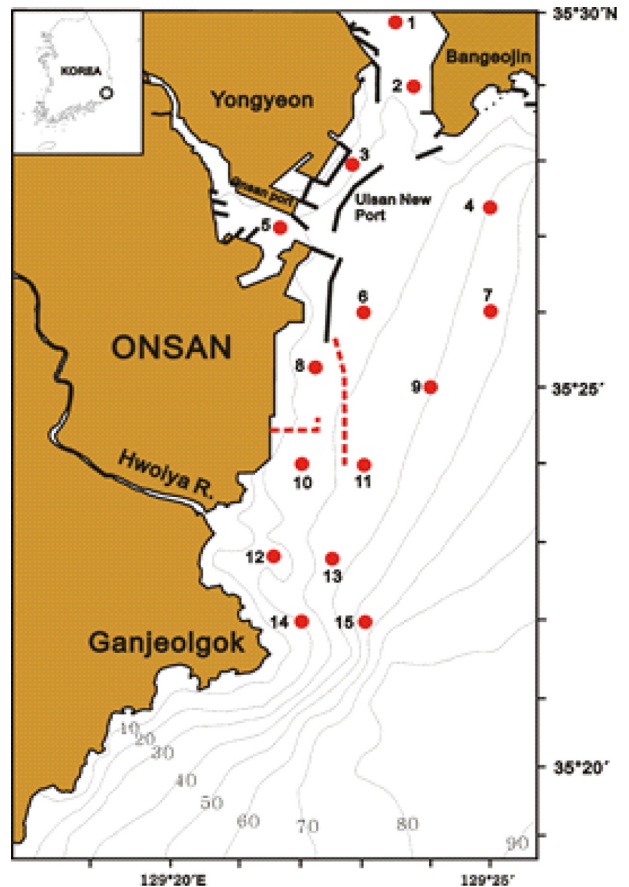 35°30′N
1
KOREA
Bangeojin
2
Yongyeon
3
Onsan port
Ulsan New
Port
4
5
6
7
ONSAN
8
9
35°25′
Hwoiya R.
10
11
12
13
14
15
Ganjeolgok
35°20′
10
20
30
40
50
60
70
80
90
129°20′E
129°25′